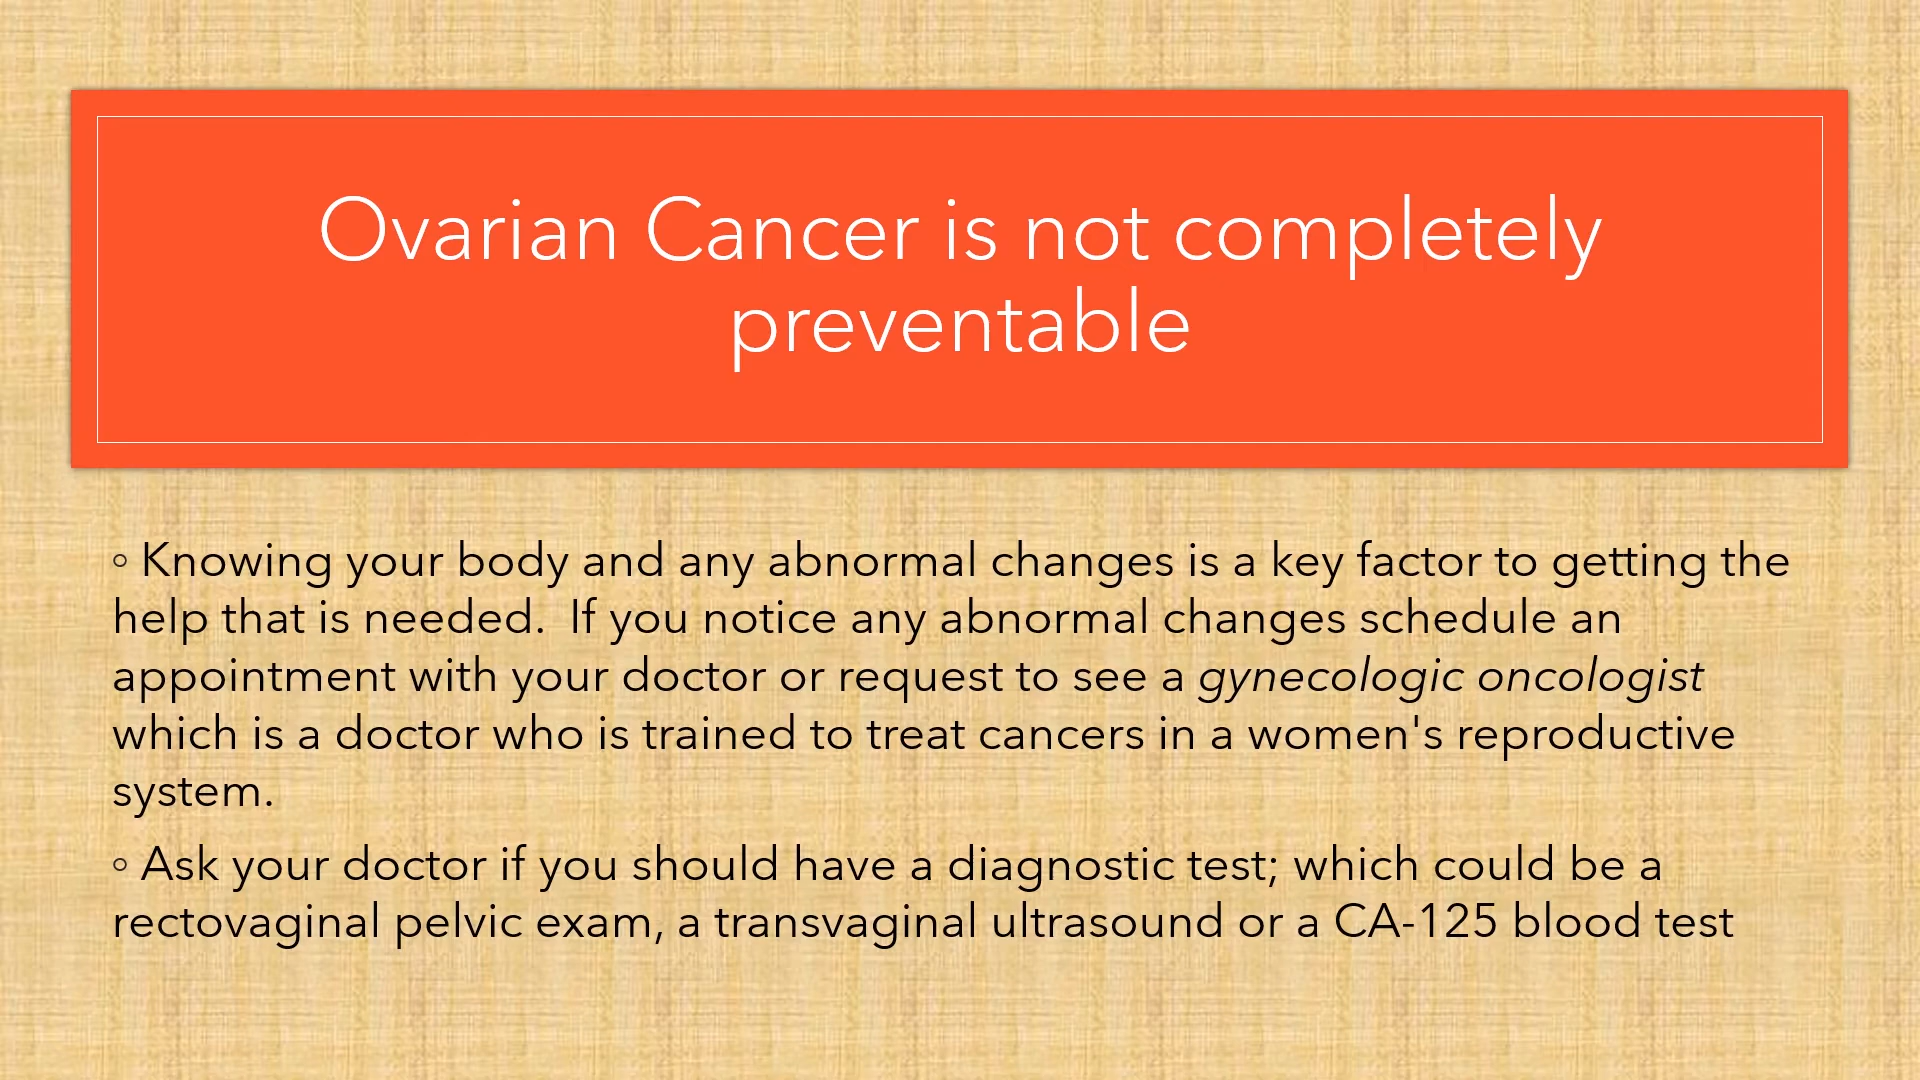 Ovarian Cancer is not completely
preventable
◦ Knowing your body and any abnormal changes is a key factor to getting the
help that is needed.  If you notice any abnormal changes schedule an
appointment with your doctor or request to see a gynecologic oncologist
which is a doctor who is trained to treat cancers in a women's reproductive
system.
◦ Ask your doctor if you should have a diagnostic test; which could be a
rectovaginal pelvic exam, a transvaginal ultrasound or a CA-125 blood test